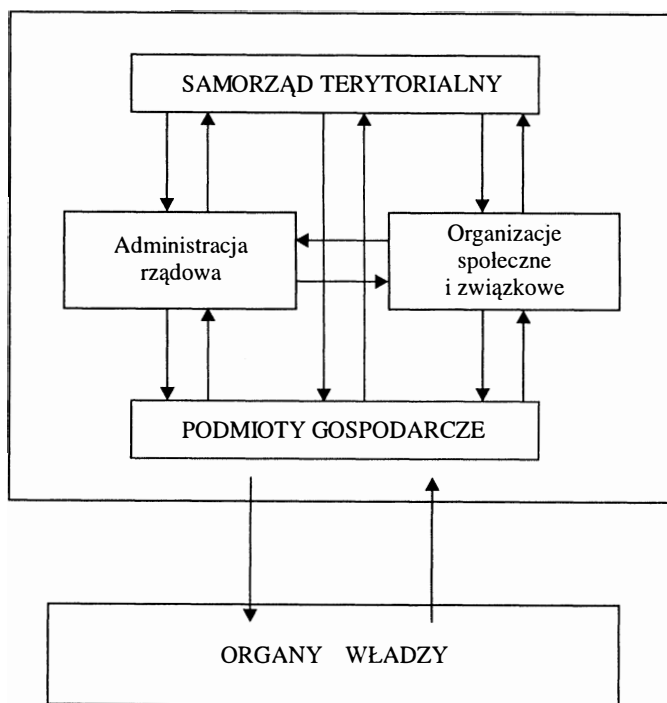 SAMORZĄD TERYTORIALNY
Administracja
rządowa
Organizacje
społeczne
i związkowe
PODMIOTY GOSPODARCZE
ORGANY WŁADZY